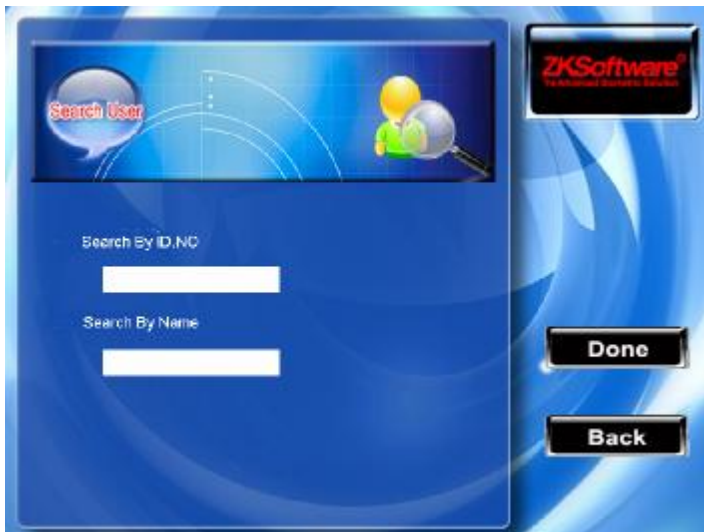 Search User
ZKSoftware®
Search By ID.NO
Search By Name
Done
Back